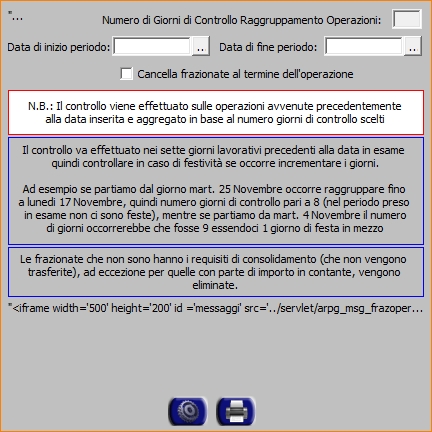 "...
Numero di Giorni di Controllo Raggruppamento Operazioni:
Data di inizio periodo: ... Data di fine periodo: ...
Cancella frazionate al termine dell'operazione
N.B.: Il controllo viene effettuato sulle operazioni avvenute precedentemente
alla data inserita e aggregato in base al numero giorni di controllo scelti
Il controllo va effettuato nei sette giorni lavorativi precedenti alla data in esame
quindi controllare in caso di festività se occorre incrementare i giorni.
Ad esempio se partiamo dal giorno mart. 25 Novembre occorre raggruppare fino
a lunedi 17 Novembre, quindi numero giorni di controllo pari a 8 (nel periodo preso
in esame non ci sono feste), mentre se partiamo da mart. 4 Novembre il numero
di giorni occorrerebbe che fosse 9 essendoci 1 giorno di festa in mezzo
Le frazionate che non sono hanno i requisiti di consolidamento (che non vengono
trasferite), ad eccezione per quelle con parte di importo in contante, vengono
eliminate.
"<iframe width='500' height='200' id ='messaggi' src='../servlet/arpg_msg_frazoper...